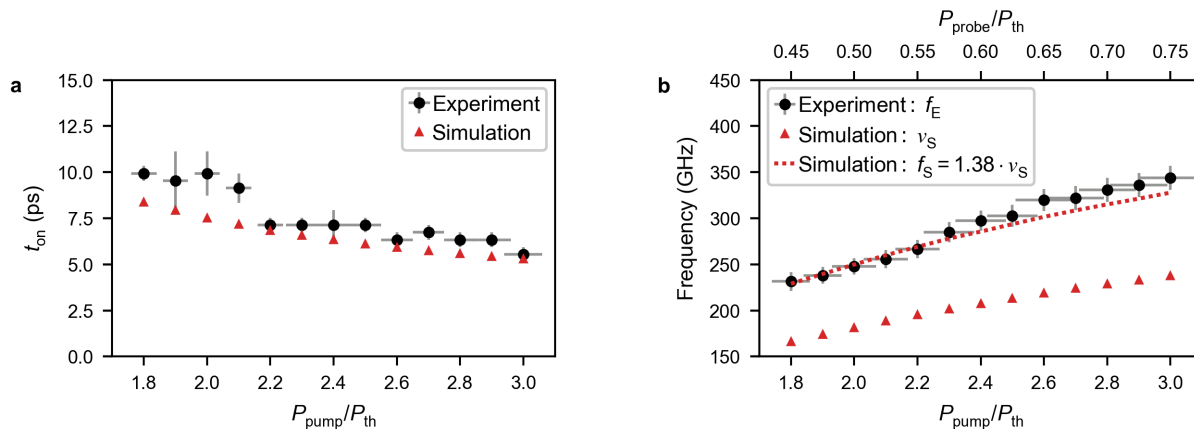 a
15.0
12.5
10.0
7.5
5.0
2.5
0.0
t_on (ps)
Experiment
Simulation
1.8 2.0 2.2 2.4 2.6 2.8 3.0
P_pump/P_th
b
P_probe/P_th
0.45 0.50 0.55 0.60 0.65 0.70 0.75
450
400
350
300
250
200
150
Frequency (GHz)
Experiment: f_E
Simulation: ν_S
Simulation: f_S = 1.38 · ν_S
1.8 2.0 2.2 2.4 2.6 2.8 3.0
P_pump/P_th